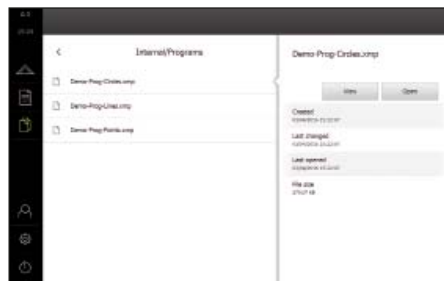 Internal/Programs
Demo-Prog-Circles.xmp
Demo-Prog-Lines.xmp
Demo-Prog-Points.xmp
Demo-Prog-Circles.xmp
View
Open
Created
Last changed
Last opened
File size